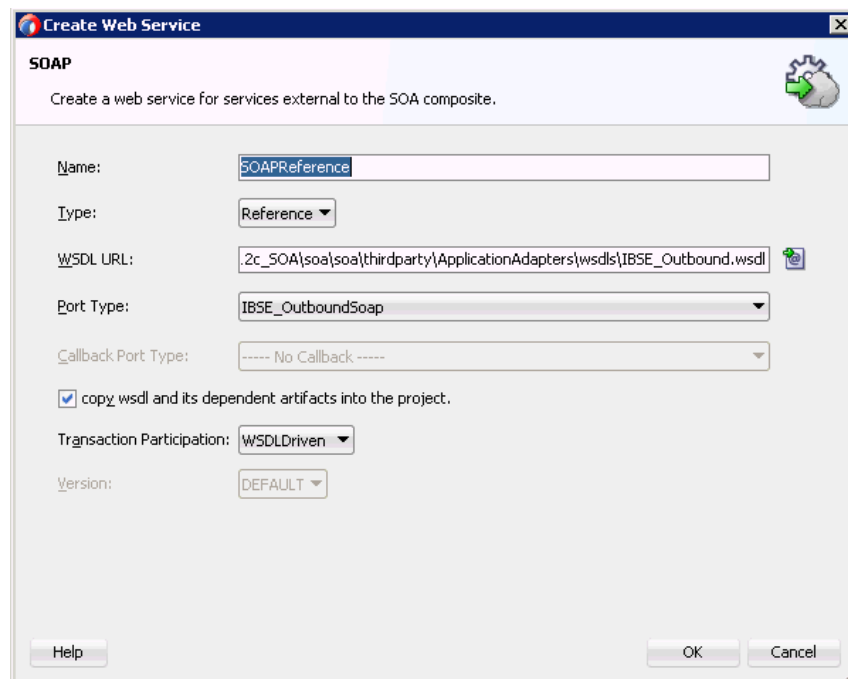 Create Web Service
SOAP
Create a web service for services external to the SOA composite.
Name: SOAPReference
Type: Reference
WSDL URL: .2c_SOA\soa\soa\thirdparty\ApplicationAdapters\wsdls\IBSE_Outbound.wsdl
Port Type: IBSE_OutboundSoap
Callback Port Type: ----- No Callback -----
copy wsdl and its dependent artifacts into the project.
Transaction Participation: WSDLDriven
Version: DEFAULT
Help OK Cancel